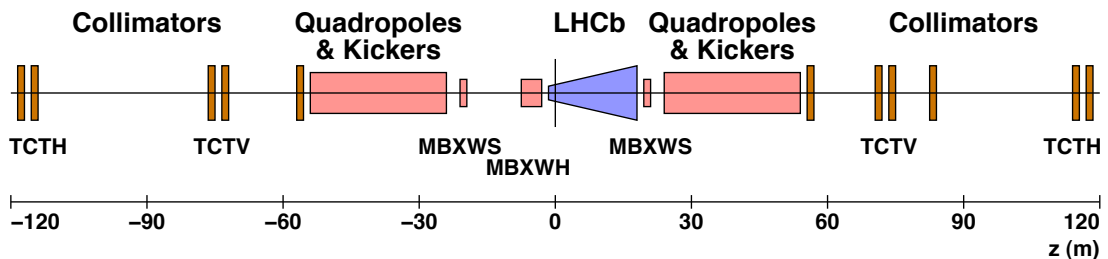 Collimators Quadropoles LHCb Quadropoles Collimators
& Kickers & Kickers
TCTH TCTV MBXWS MBXWS TCTV TCTH
MBXWH
−120 −90 −60 −30 0 30 60 90 120
z (m)